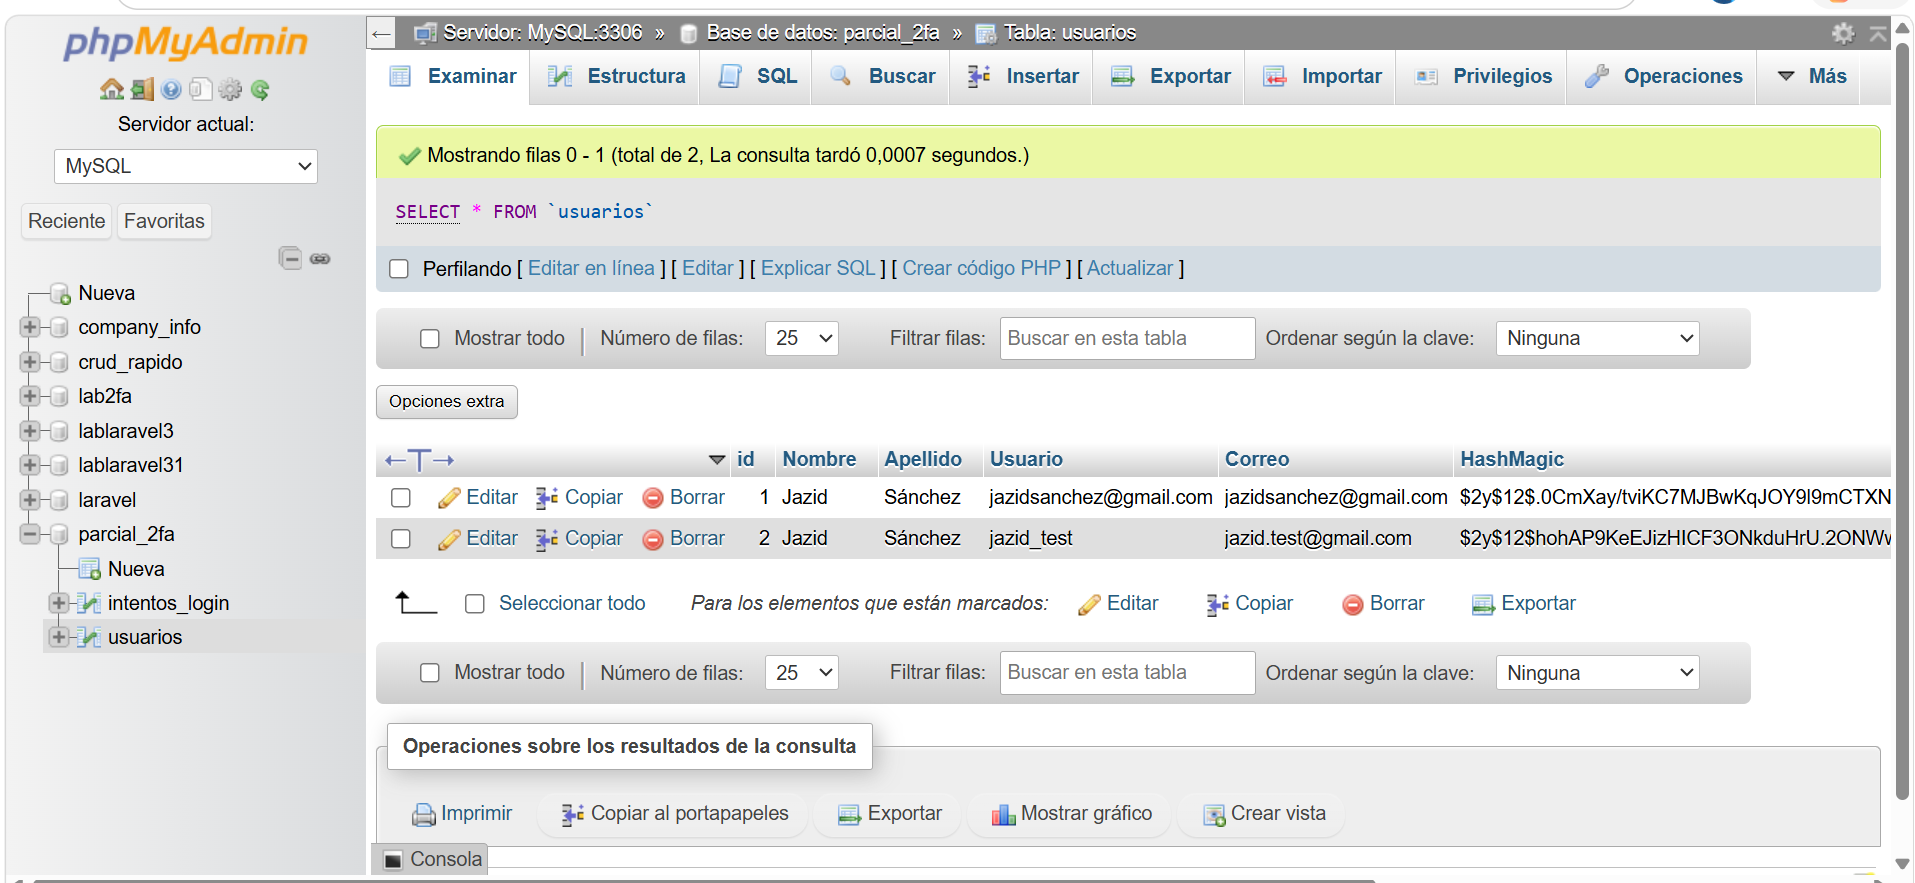 phpMyAdmin
Servidor actual:
MySQL
Reciente Favoritas
Nueva
company_info
crud_rapido
lab2fa
lablaravel3
lablaravel31
laravel
parcial_2fa
Nueva
intentos_login
usuarios
← Servidor: MySQL:3306 » Base de datos: parcial_2fa » Tabla: usuarios
Examinar Estructura SQL Buscar Insertar Exportar Importar Privilegios Operaciones Más
Mostrando filas 0 - 1 (total de 2, La consulta tardó 0,0007 segundos.)
SELECT * FROM `usuarios`
Perfilando [ Editar en línea ] [ Editar ] [ Explicar SQL ] [ Crear código PHP ] [ Actualizar ]
Mostrar todo Número de filas: 25 Filtrar filas: Buscar en esta tabla Ordenar según la clave: Ninguna
Opciones extra
←T→ id Nombre Apellido Usuario Correo HashMagic
Editar Copiar Borrar 1 Jazid Sánchez jazidsanchez@gmail.com jazidsanchez@gmail.com $2y$12$.0CmXay/tviKC7MJBwKqJOY9l9mCTXN
Editar Copiar Borrar 2 Jazid Sánchez jazid_test jazid.test@gmail.com $2y$12$hohAP9KeEJizHICF3ONkduHrU.2ONWv
Seleccionar todo Para los elementos que están marcados: Editar Copiar Borrar Exportar
Mostrar todo Número de filas: 25 Filtrar filas: Buscar en esta tabla Ordenar según la clave: Ninguna
Operaciones sobre los resultados de la consulta
Imprimir Copiar al portapapeles Exportar Mostrar gráfico Crear vista
Consola